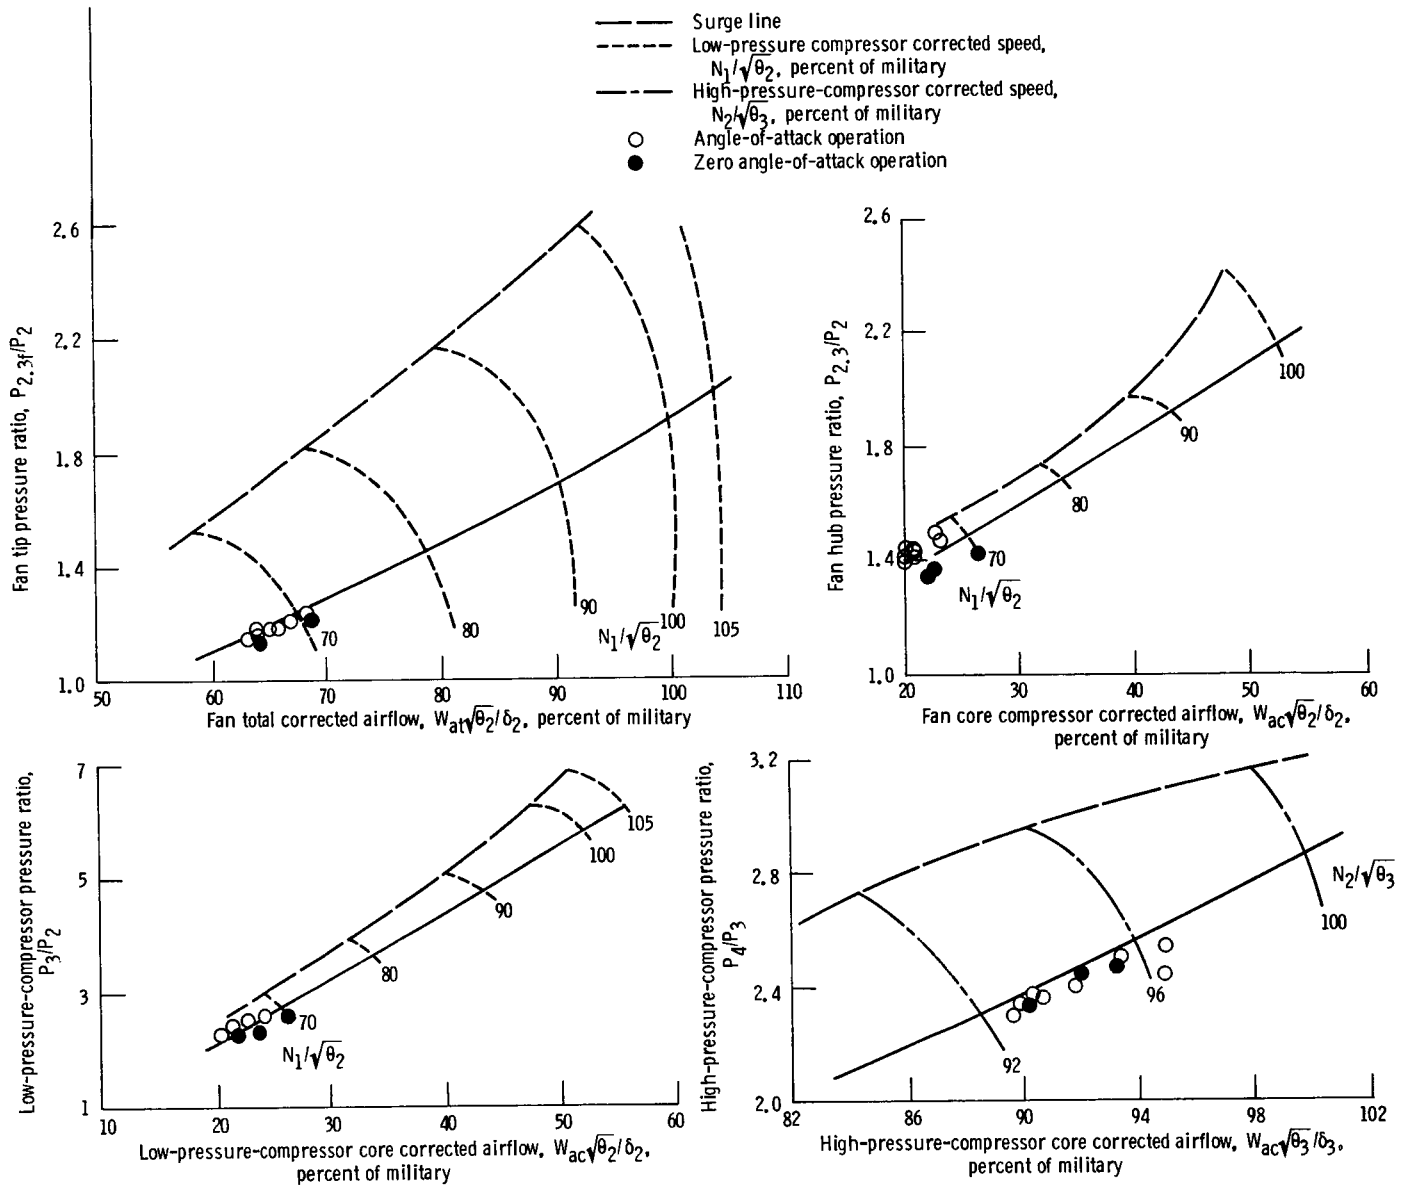 Surge line
Low-pressure compressor corrected speed,
N1/√θ2, percent of military
High-pressure-compressor corrected speed,
N2/√θ3, percent of military
Angle-of-attack operation
Zero angle-of-attack operation
Fan tip pressure ratio, P2.3f/P2
2.6
2.2
1.8
1.4
1.0
50
60
70
80
90
100
110
70
80
90
N1/√θ2
100
105
Fan total corrected airflow, Wat√θ2/δ2, percent of military
Fan hub pressure ratio, P2.3/P2
2.6
2.2
1.8
1.4
1.0
20
30
40
50
60
70
80
90
100
N1/√θ2
Fan core compressor corrected airflow, Wac√θ2/δ2,
percent of military
Low-pressure-compressor pressure ratio,
P3/P2
7
5
3
1
10
20
30
40
50
60
70
80
90
100
105
N1/√θ2
Low-pressure-compressor core corrected airflow, Wac√θ2/δ2,
percent of military
High-pressure-compressor pressure ratio,
P4/P3
3.2
2.8
2.4
2.0
82
86
90
94
98
102
92
96
100
N2/√θ3
High-pressure-compressor core corrected airflow, Wac√θ3/δ3,
percent of military